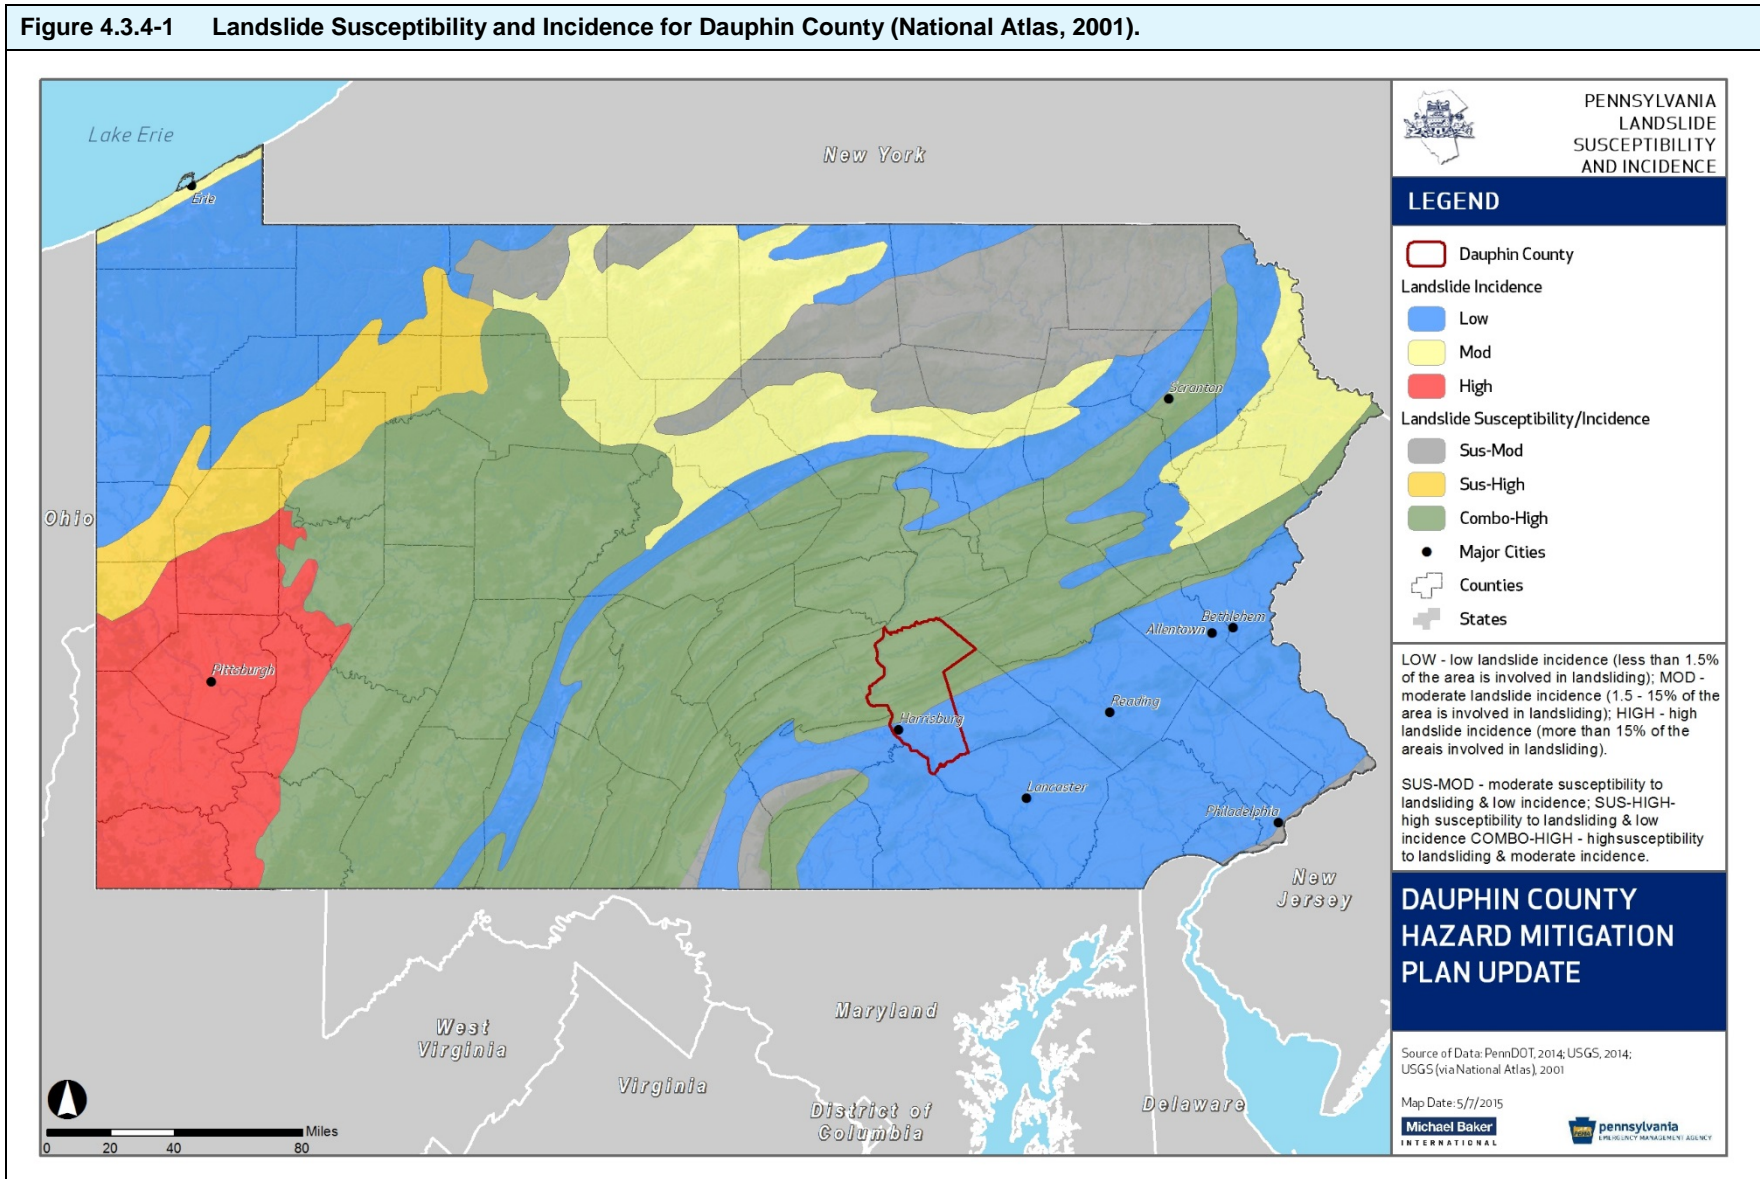 Figure 4.3.4-1 Landslide Susceptibility and Incidence for Dauphin County (National Atlas, 2001).
Lake Erie
New York
Erie
Scranton
Ohio
Bethlehem
Allentown
Pittsburgh
Reading
Harrisburg
Lancaster
Philadelphia
New
Jersey
Maryland
West
Virginia
Virginia
District of
Columbia
Delaware
Miles
0 20 40 80
PENNSYLVANIA
LANDSLIDE
SUSCEPTIBILITY
AND INCIDENCE
LEGEND
Dauphin County
Landslide Incidence
Low
Mod
High
Landslide Susceptibility/Incidence
Sus-Mod
Sus-High
Combo-High
Major Cities
Counties
States
LOW - low landslide incidence (less than 1.5%
of the area is involved in landsliding); MOD -
moderate landslide incidence (1.5 - 15% of the
area is involved in landsliding); HIGH - high
landslide incidence (more than 15% of the
areais involved in landsliding).
SUS-MOD - moderate susceptibility to
landsliding & low incidence; SUS-HIGH-
high susceptibility to landsliding & low
incidence COMBO-HIGH - highsusceptibility
to landsliding & moderate incidence.
DAUPHIN COUNTY
HAZARD MITIGATION
PLAN UPDATE
Source of Data: PennDOT, 2014; USGS, 2014;
USGS (via National Atlas), 2001
Map Date: 5/7/2015
Michael Baker
INTERNATIONAL
pennsylvania
EMERGENCY MANAGEMENT AGENCY